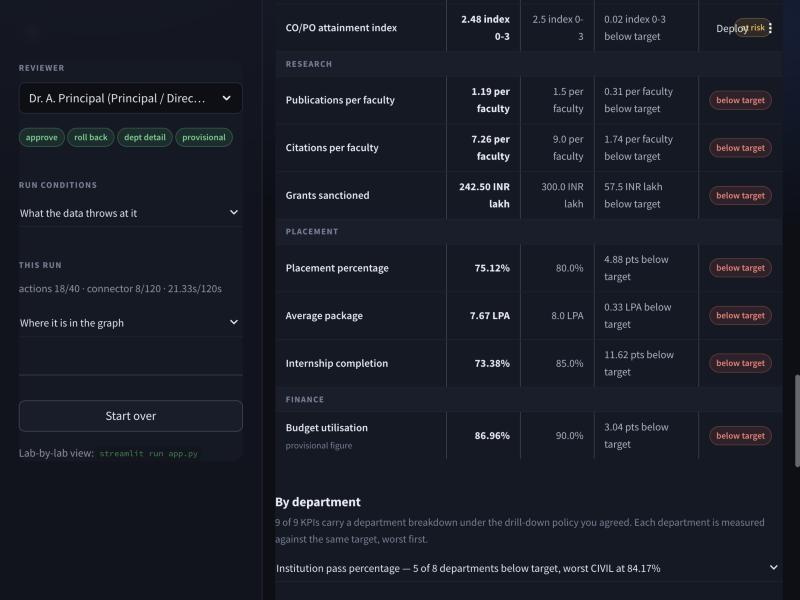 REVIEWER
Dr. A. Principal (Principal / Direc...
approve roll back dept detail provisional
RUN CONDITIONS
What the data throws at it
THIS RUN
actions 18/40 · connector 8/120 · 21.33s/120s
Where it is in the graph
Start over
Lab-by-lab view: streamlit run app.py
Deploy
CO/PO attainment index 2.48 index 0-3 2.5 index 0-3 0.02 index 0-3 below target at risk
RESEARCH
Publications per faculty 1.19 per faculty 1.5 per faculty 0.31 per faculty below target below target
Citations per faculty 7.26 per faculty 9.0 per faculty 1.74 per faculty below target below target
Grants sanctioned 242.50 INR lakh 300.0 INR lakh 57.5 INR lakh below target below target
PLACEMENT
Placement percentage 75.12% 80.0% 4.88 pts below target below target
Average package 7.67 LPA 8.0 LPA 0.33 LPA below target below target
Internship completion 73.38% 85.0% 11.62 pts below target below target
FINANCE
Budget utilisation 86.96% 90.0% 3.04 pts below target below target
provisional figure
By department
9 of 9 KPIs carry a department breakdown under the drill-down policy you agreed. Each department is measured
against the same target, worst first.
Institution pass percentage — 5 of 8 departments below target, worst CIVIL at 84.17%